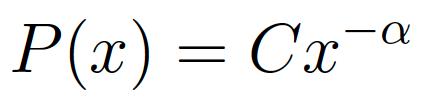 P(x) = Cx^{-α}